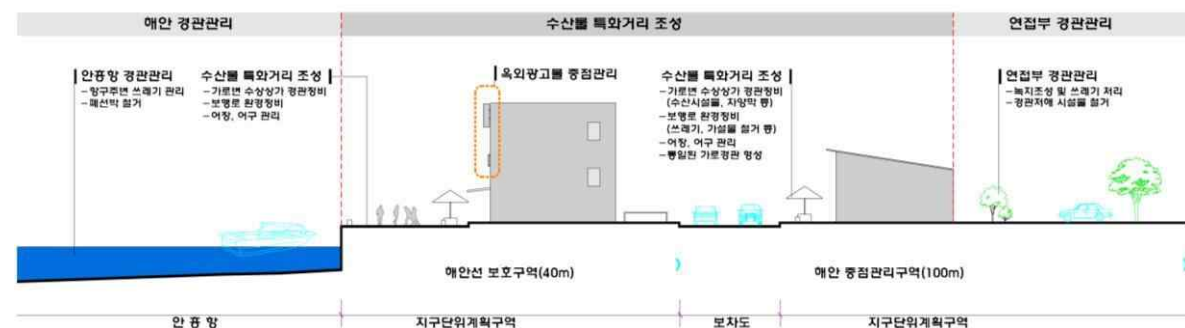 해안 경관관리
수산물 특화거리 조성
연접부 경관관리
안흥항 경관관리
- 항구주변 쓰레기 관리
- 폐선박 철거
수산물 특화거리 조성
- 가로변 수상상가 경관정비
- 보행로 환경정비
- 어장, 어구 관리
옥외광고물 중점관리
수산물 특화거리 조성
- 가로변 수상상가 경관정비
(수산시설물, 차양막 등)
- 보행로 환경정비
(쓰레기, 가설물 철거 등)
- 어장, 어구 관리
- 통일된 가로경관 형성
연접부 경관관리
- 녹지조성 및 쓰레기 처리
- 경관저해 시설물 철거
해안선 보호구역(40m)
해안 중점관리구역(100m)
안 흥 항
지구단위계획구역
보차도
지구단위계획구역